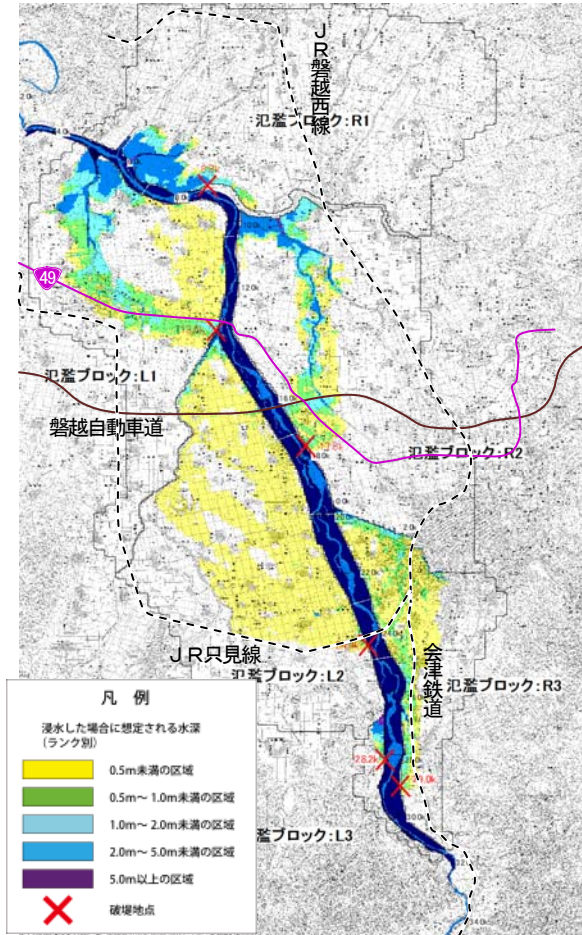 JR磐越西線
氾濫ブロック:R1
49
氾濫ブロック:L1
磐越自動車道
氾濫ブロック:R2
JR只見線
氾濫ブロック:L2
会津鉄道
氾濫ブロック:R3
28.2k
29.0k
濫ブロック:L3
凡 例
浸水した場合に想定される水深
(ランク別)
0.5m未満の区域
0.5m～1.0m未満の区域
1.0m～2.0m未満の区域
2.0m～5.0m未満の区域
5.0m以上の区域
破堤地点